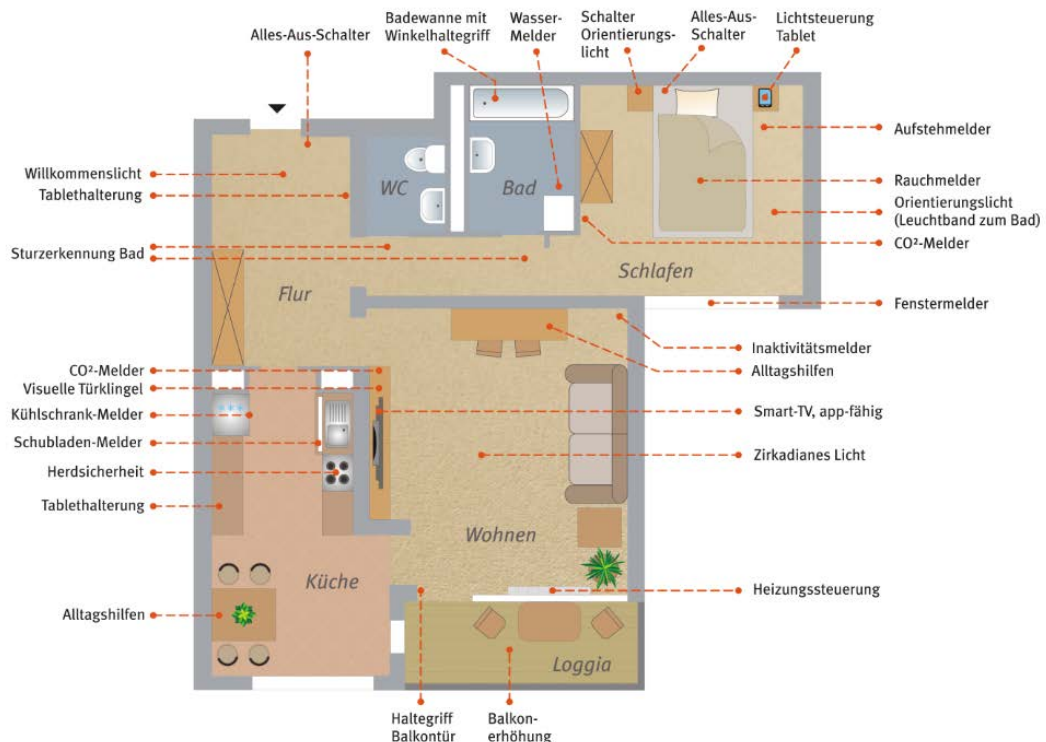 Alles-Aus-Schalter
Badewanne mit
Winkelhaltegriff
Wasser-
Melder
Schalter
Orientierungs-
licht
Alles-Aus-
Schalter
Lichtsteuerung
Tablet
Willkommenslicht
Tablethalterung
Sturzerkennung Bad
CO²-Melder
Visuelle Türklingel
Kühlschrank-Melder
Schubladen-Melder
Herdsicherheit
Tablethalterung
Alltagshilfen
WC
Bad
Schlafen
Flur
Wohnen
Küche
Loggia
Aufstehmelder
Rauchmelder
Orientierungslicht
(Leuchtband zum Bad)
CO²-Melder
Fenstermelder
Inaktivitätsmelder
Alltagshilfen
Smart-TV, app-fähig
Zirkadianes Licht
Heizungssteuerung
Haltegriff
Balkontür
Balkon-
erhöhung